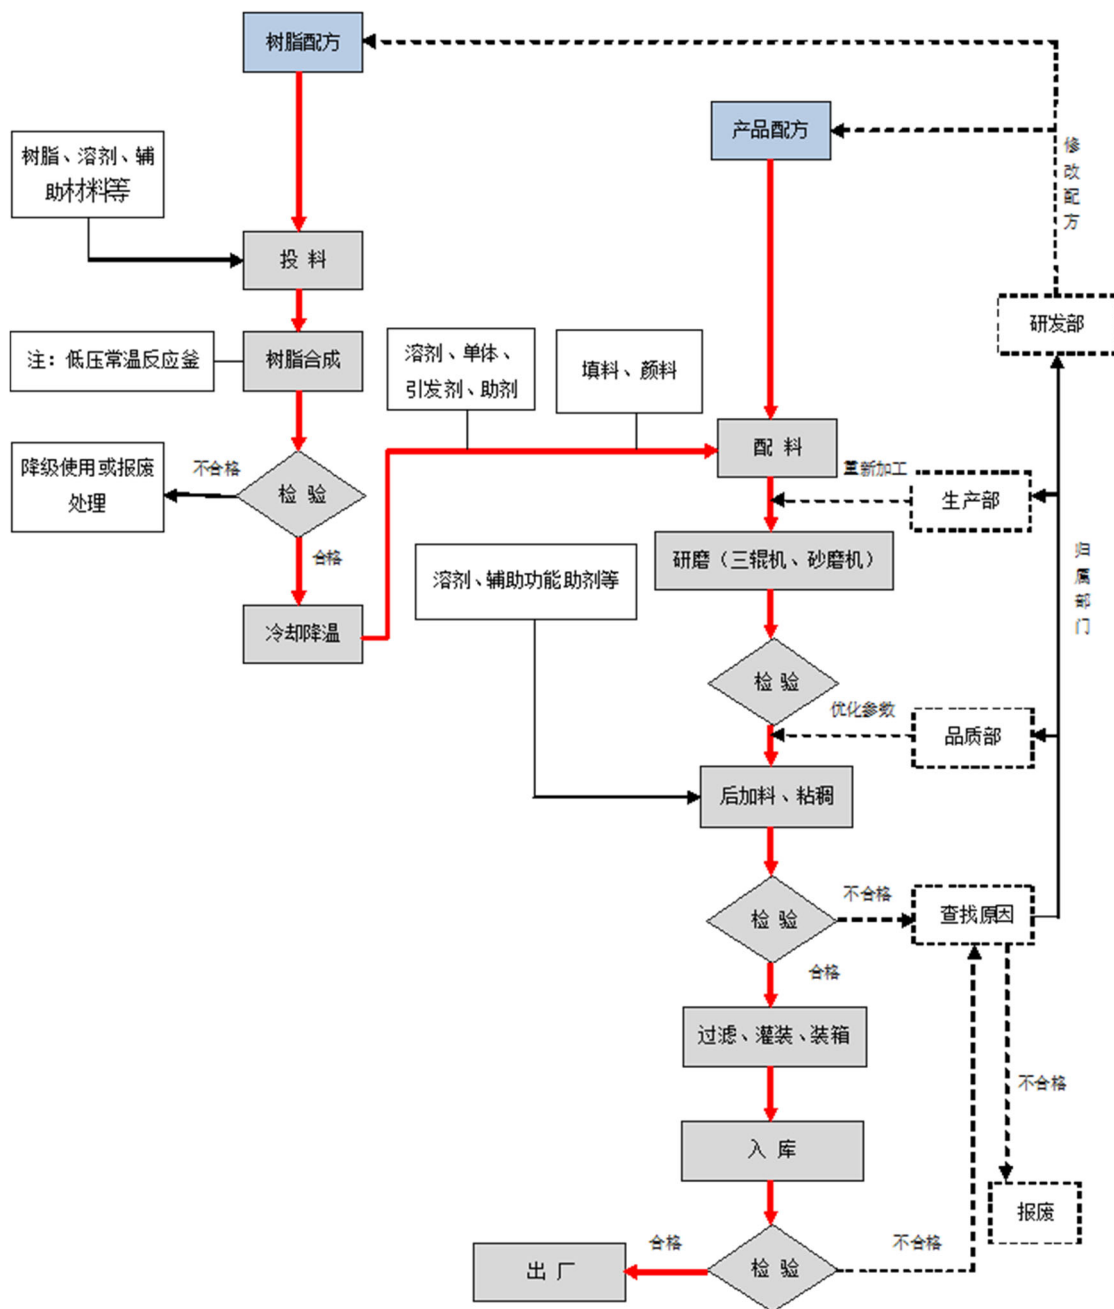 树脂配方
产品配方
树脂、溶剂、辅
助材料等
修改配方
投 料
研发部
注：低压常温反应釜
树脂合成
溶剂、单体、
引发剂、助剂
填料、颜料
配 料
降级使用或报废
处理
不合格
检 验
重新加工
生产部
合格
研磨（三辊机、砂磨机）
归属部门
溶剂、辅助功能助剂等
冷却降温
检 验
优化参数
品质部
后加料、粘稠
检 验
不合格
查找原因
合格
过滤、灌装、装箱
不合格
入 库
报废
出 厂
合格
检 验
不合格